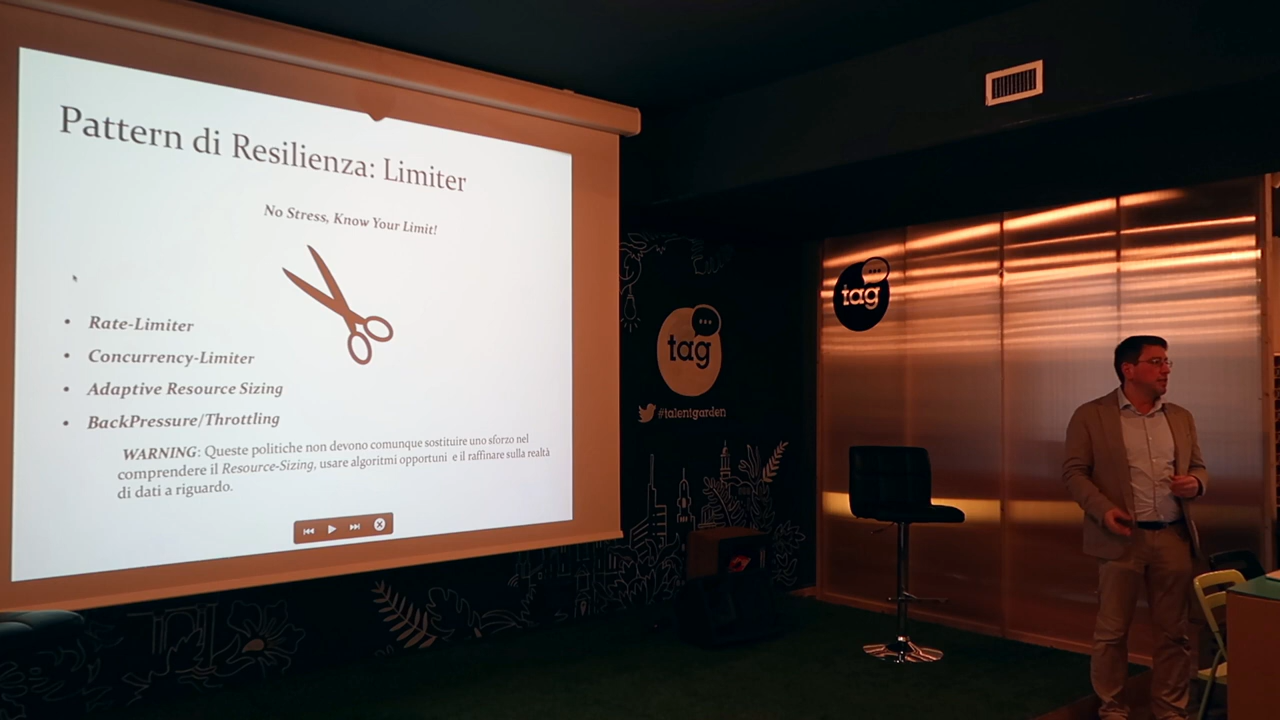 Pattern di Resilienza: Limiter
No Stress, Know Your Limit!
• Rate-Limiter
• Concurrency-Limiter
• Adaptive Resource Sizing
• BackPressure/Throttling
WARNING: Queste politiche non devono comunque sostituire uno sforzo nel
comprendere il Resource-Sizing, usare algoritmi opportuni e il raffinare sulla realtà
di dati a riguardo.
tag
#talentgarden
tag